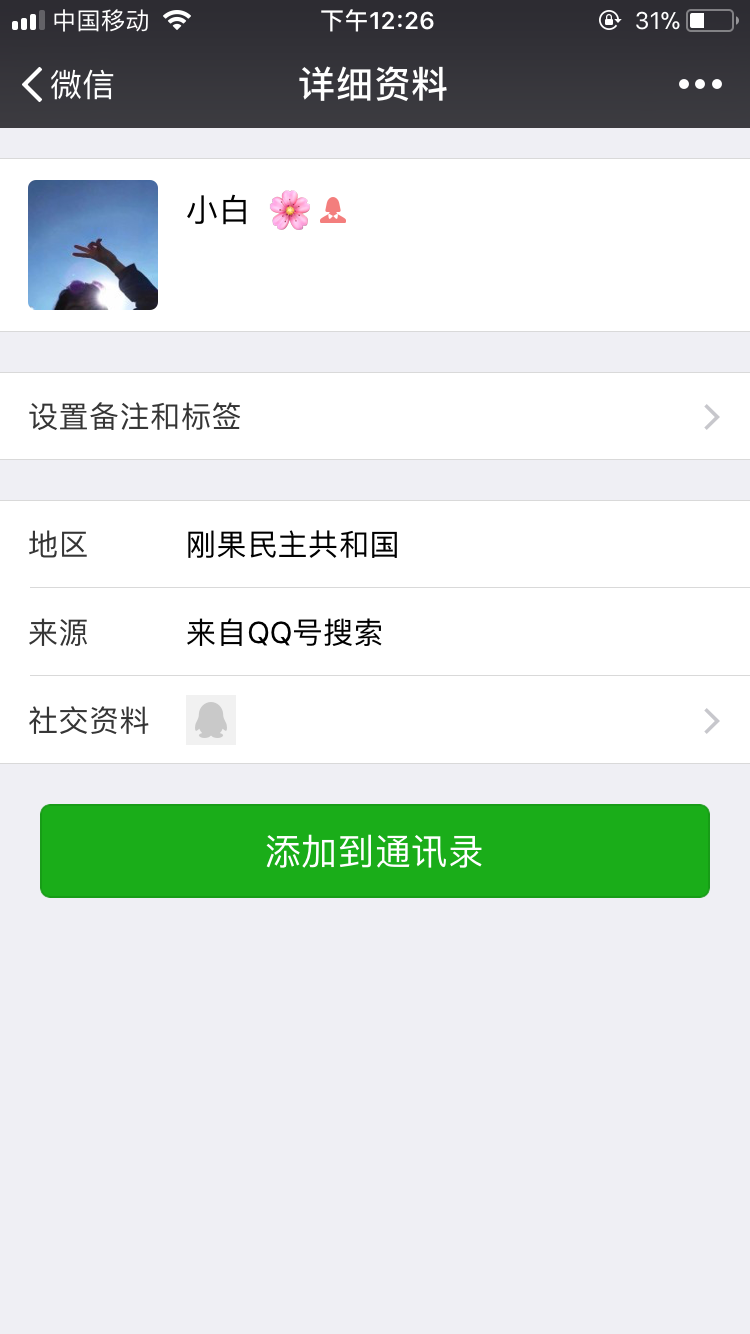 中国移动 下午12:26 31%
微信 详细资料
小白 🌸
设置备注和标签
地区 刚果民主共和国
来源 来自QQ号搜索
社交资料
添加到通讯录